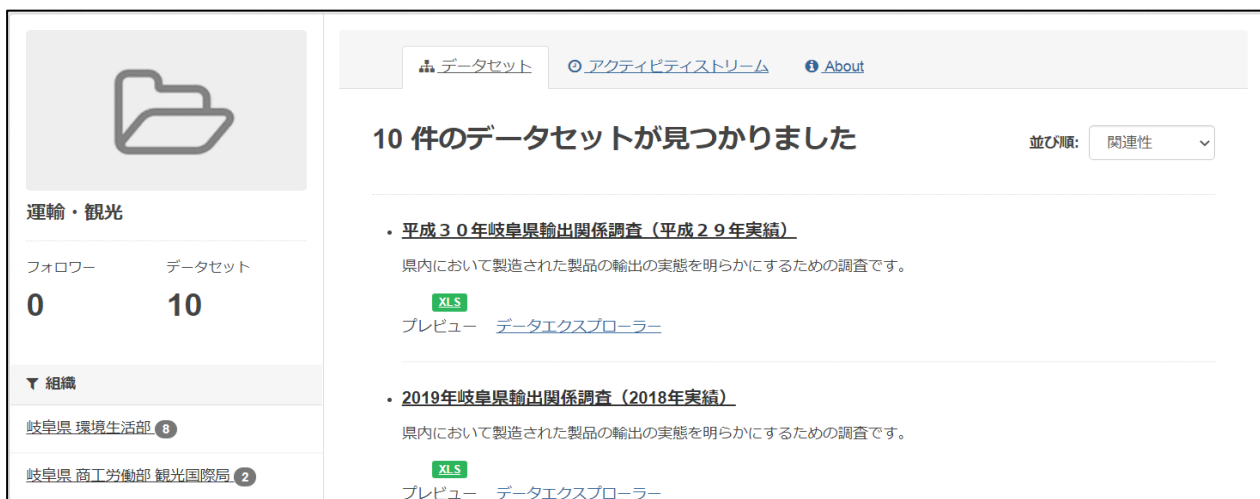 運輸・観光
フォロワー データセット
0 10
組織
岐阜県 環境生活部 8
岐阜県 商工労働部 観光国際局 2
データセット アクティビティストリーム About
10 件のデータセットが見つかりました 並び順: 関連性
平成３０年岐阜県輸出関係調査（平成２９年実績）
県内において製造された製品の輸出の実態を明らかにするための調査です。
XLS
プレビュー データエクスプローラー
2019年岐阜県輸出関係調査（2018年実績）
県内において製造された製品の輸出の実態を明らかにするための調査です。
XLS
プレビュー データエクスプローラー